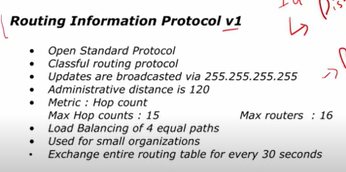 Routing Information Protocol v1
• Open Standard Protocol
• Classful routing protocol
• Updates are broadcasted via 255.255.255.255
• Administrative distance is 120
• Metric : Hop count
Max Hop counts : 15 Max routers : 16
• Load Balancing of 4 equal paths
• Used for small organizations
• Exchange entire routing table for every 30 seconds